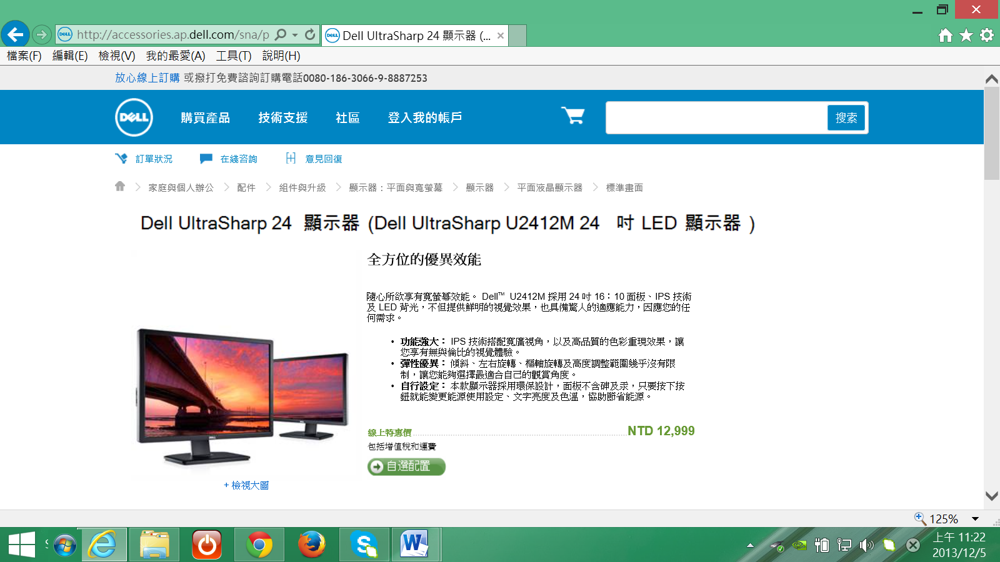 http://accessories.ap.dell.com/sna/p
Dell UltraSharp 24 顯示器 (...
檔案(F) 編輯(E) 檢視(V) 我的最愛(A) 工具(T) 說明(H)
放心線上訂購 或撥打免費諮詢訂購電話0080-186-3066-9-8887253
DELL 購買產品 技術支援 社區 登入我的帳戶 搜索
訂單狀況 在綫咨詢 意見回復
家庭與個人辦公 配件 組件與升級 顯示器：平面與寬螢幕 顯示器 平面液晶顯示器 標準畫面
Dell UltraSharp 24 顯示器 (Dell UltraSharp U2412M 24 吋 LED 顯示器 )
全方位的優異效能
隨心所欲享有寬螢幕效能。 Dell™ U2412M 採用 24 吋 16：10 面板、IPS 技術
及 LED 背光，不但提供鮮明的視覺效果，也具備驚人的適應能力，因應您的任
何需求。
• 功能強大： IPS 技術搭配寬廣視角，以及高品質的色彩重現效果，讓
您享有無與倫比的視覺體驗。
• 彈性優異： 傾斜、左右旋轉、樞軸旋轉及高度調整範圍幾乎沒有限
制，讓您能夠選擇最適合自己的觀賞角度。
• 自行設定： 本款顯示器採用環保設計，面板不含砷及汞，只要按下按
鈕就能變更能源使用設定、文字亮度及色溫，協助節省能源。
線上特惠價 NTD 12,999
包括增值稅和運費
自選配置
+ 檢視大圖
125%
上午 11:22
2013/12/5